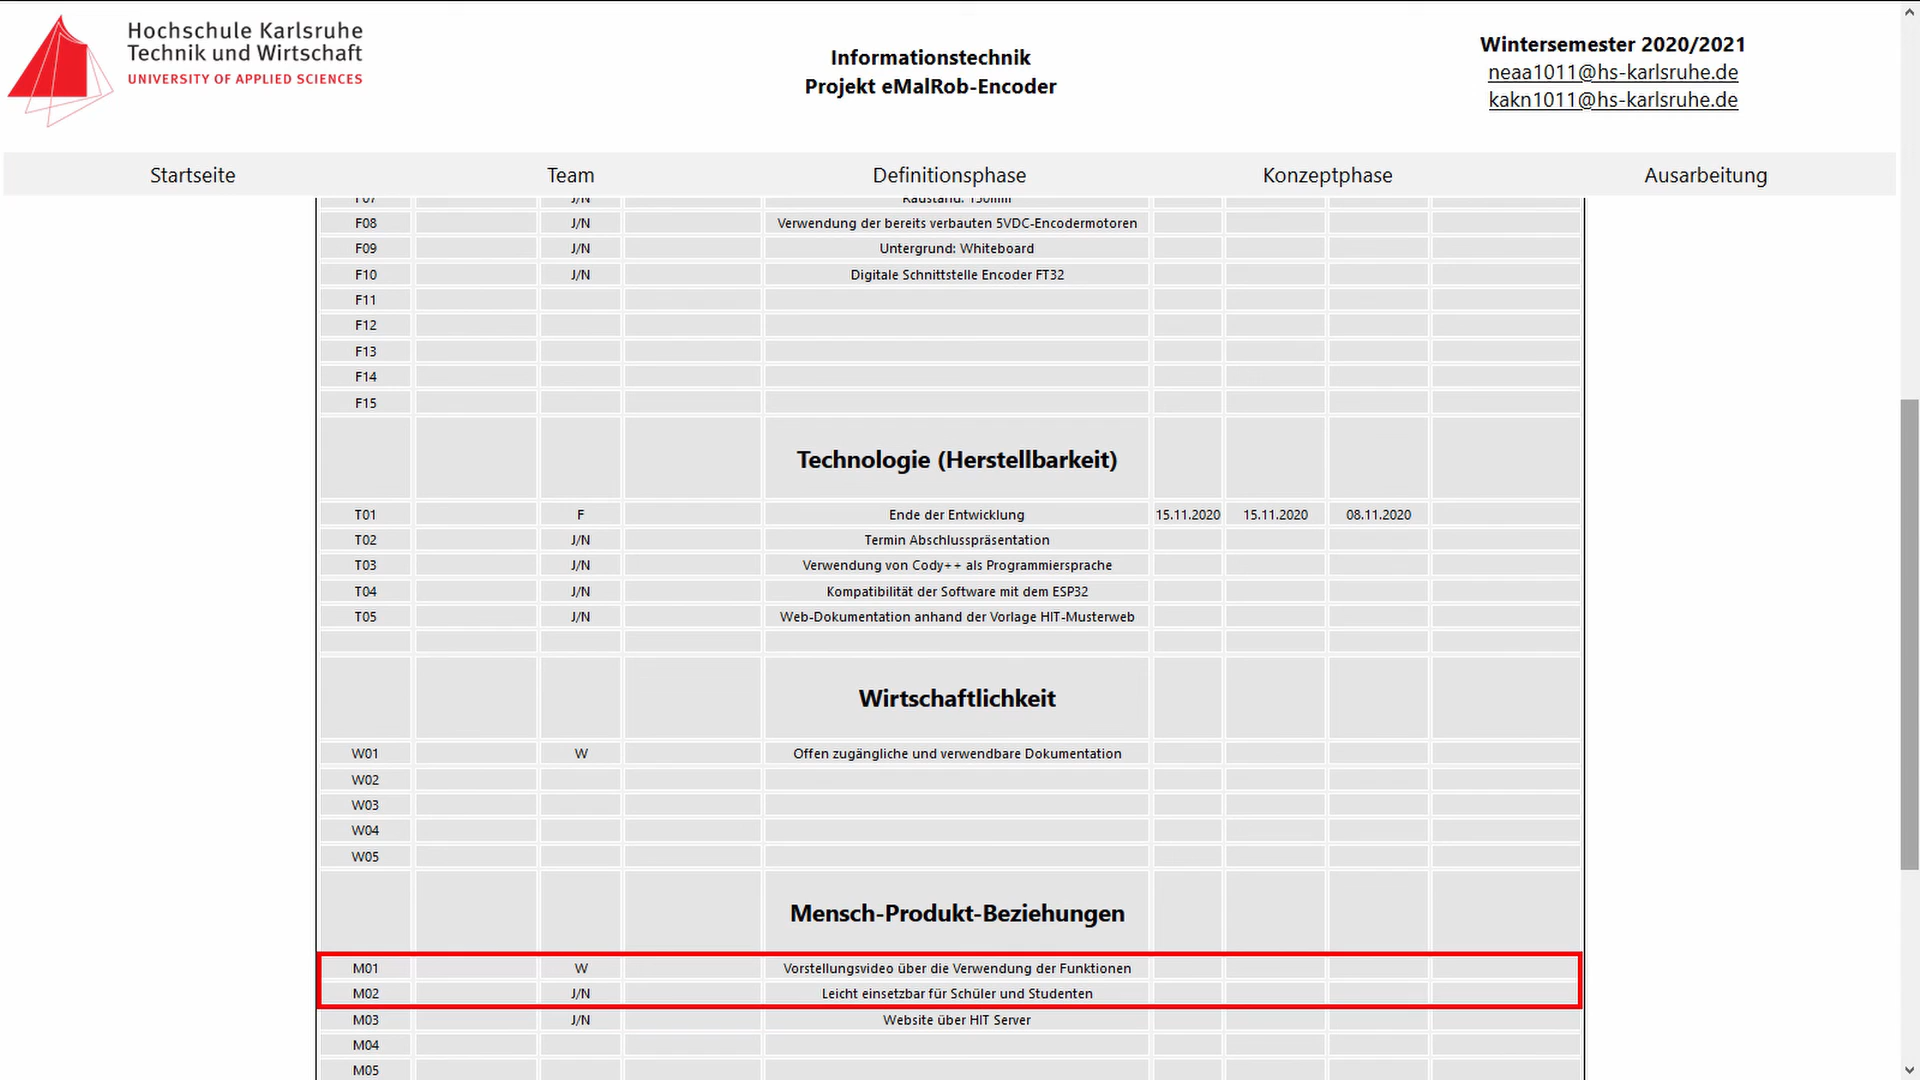 Hochschule Karlsruhe
Technik und Wirtschaft
UNIVERSITY OF APPLIED SCIENCES
Informationstechnik
Projekt eMalRob-Encoder
Wintersemester 2020/2021
neaa1011@hs-karlsruhe.de
kakn1011@hs-karlsruhe.de
Startseite Team Definitionsphase Konzeptphase Ausarbeitung
F07 J/N Radstand: 150mm
F08 J/N Verwendung der bereits verbauten 5VDC-Encodermotoren
F09 J/N Untergrund: Whiteboard
F10 J/N Digitale Schnittstelle Encoder FT32
F11
F12
F13
F14
F15
Technologie (Herstellbarkeit)
T01 F Ende der Entwicklung 15.11.2020 15.11.2020 08.11.2020
T02 J/N Termin Abschlusspräsentation
T03 J/N Verwendung von Cody++ als Programmiersprache
T04 J/N Kompatibilität der Software mit dem ESP32
T05 J/N Web-Dokumentation anhand der Vorlage HIT-Musterweb
Wirtschaftlichkeit
W01 W Offen zugängliche und verwendbare Dokumentation
W02
W03
W04
W05
Mensch-Produkt-Beziehungen
M01 W Vorstellungsvideo über die Verwendung der Funktionen
M02 J/N Leicht einsetzbar für Schüler und Studenten
M03 J/N Website über HIT Server
M04
M05